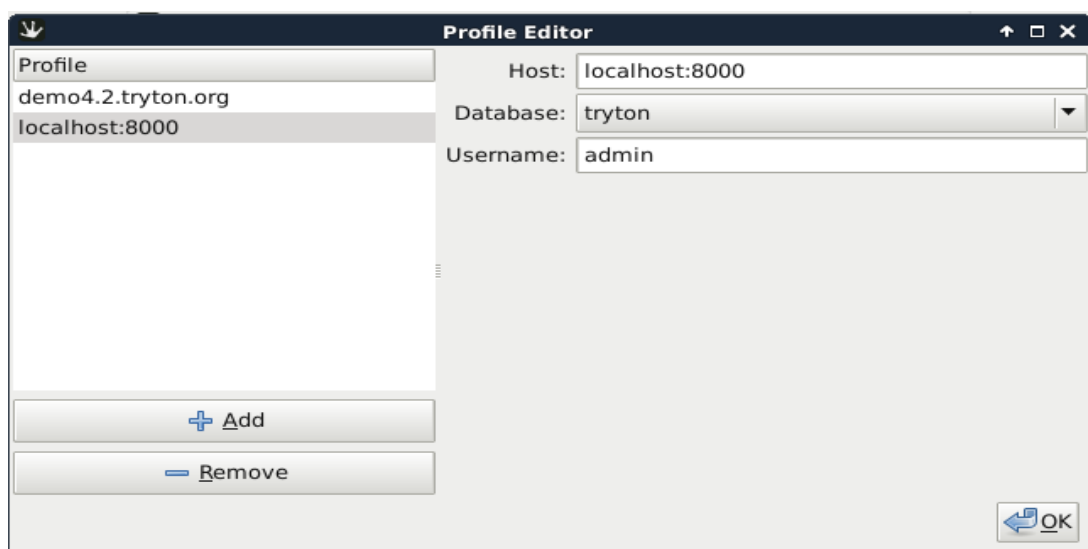 Profile Editor
Profile
demo4.2.tryton.org
localhost:8000
Host: localhost:8000
Database: tryton
Username: admin
Add
Remove
OK